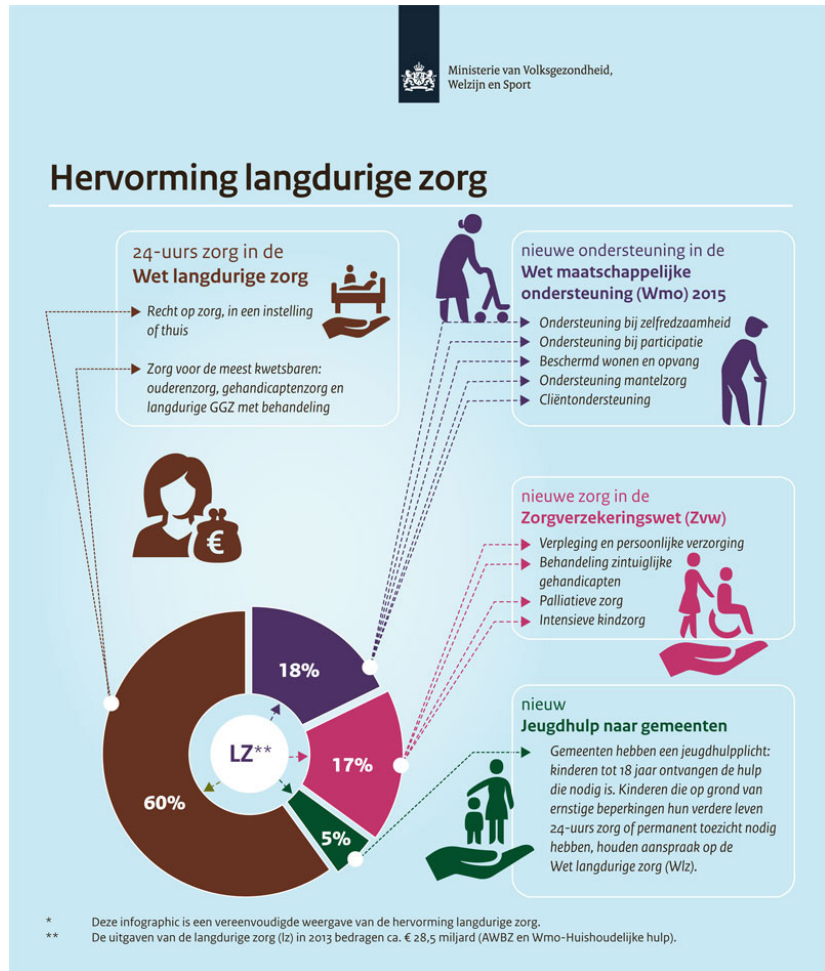 Ministerie van Volksgezondheid,
Welzijn en Sport
Hervorming langdurige zorg
24-uurs zorg in de
Wet langdurige zorg
Recht op zorg, in een instelling
of thuis
Zorg voor de meest kwetsbaren:
ouderenzorg, gehandicaptenzorg en
langdurige GGZ met behandeling
€
nieuwe ondersteuning in de
Wet maatschappelijke
ondersteuning (Wmo) 2015
Ondersteuning bij zelfredzaamheid
Ondersteuning bij participatie
Beschermd wonen en opvang
Ondersteuning mantelzorg
Cliëntondersteuning
nieuwe zorg in de
Zorgverzekeringswet (Zvw)
Verpleging en persoonlijke verzorging
Behandeling zintuiglijke
gehandicapten
Palliatieve zorg
Intensieve kindzorg
18%
17%
5%
60%
LZ**
nieuw
Jeugdhulp naar gemeenten
Gemeenten hebben een jeugdhulpplicht:
kinderen tot 18 jaar ontvangen de hulp
die nodig is. Kinderen die op grond van
ernstige beperkingen hun verdere leven
24-uurs zorg of permanent toezicht nodig
hebben, houden aanspraak op de
Wet langdurige zorg (Wlz).
* Deze infographic is een vereenvoudigde weergave van de hervorming langdurige zorg.
** De uitgaven van de langdurige zorg (lz) in 2013 bedragen ca. € 28,5 miljard (AWBZ en Wmo-Huishoudelijke hulp).